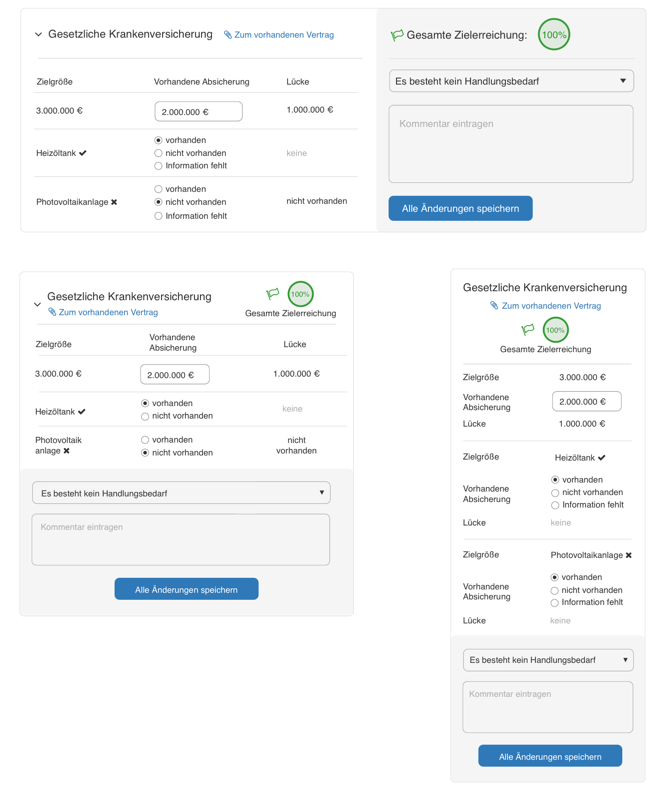 Gesetzliche Krankenversicherung Zum vorhandenen Vertrag
Zielgröße Vorhandene Absicherung Lücke
3.000.000 € 2.000.000 € 1.000.000 €
vorhanden
Heizöltank nicht vorhanden keine
Information fehlt
vorhanden
Photovoltaikanlage nicht vorhanden nicht vorhanden
Information fehlt
Gesamte Zielerreichung: 100%
Es besteht kein Handlungsbedarf
Kommentar eintragen
Alle Änderungen speichern
Gesetzliche Krankenversicherung
Zum vorhandenen Vertrag
100%
Gesamte Zielerreichung
Zielgröße Vorhandene Absicherung Lücke
3.000.000 € 2.000.000 € 1.000.000 €
vorhanden
Heizöltank keine
nicht vorhanden
Photovoltaik vorhanden nicht
anlage nicht vorhanden vorhanden
Es besteht kein Handlungsbedarf
Kommentar eintragen
Alle Änderungen speichern
Gesetzliche Krankenversicherung
Zum vorhandenen Vertrag
100%
Gesamte Zielerreichung
Zielgröße 3.000.000 €
Vorhandene
Absicherung 2.000.000 €
Lücke 1.000.000 €
Zielgröße Heizöltank
vorhanden
Vorhandene nicht vorhanden
Absicherung Information fehlt
Lücke keine
Zielgröße Photovoltaikanlage
vorhanden
Vorhandene nicht vorhanden
Absicherung Information fehlt
Lücke keine
Es besteht kein Handlungsbedarf
Kommentar eintragen
Alle Änderungen speichern